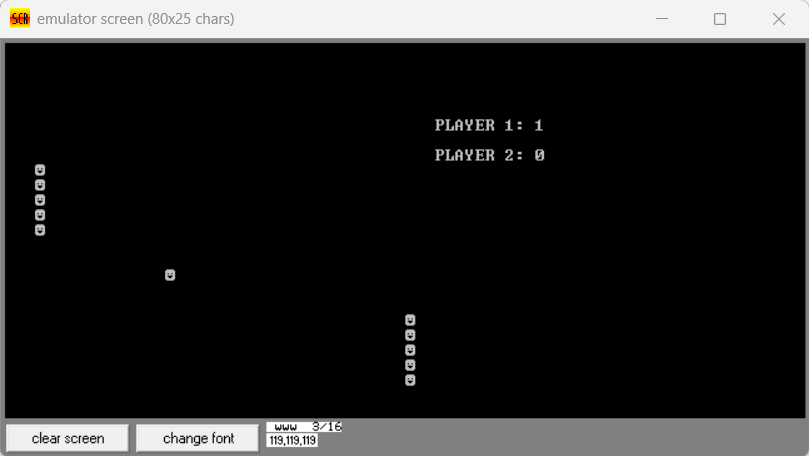 SCR
emulator screen (80x25 chars)
PLAYER 1: 1
PLAYER 2: 0
clear screen
change font
www 3/16
119,119,119